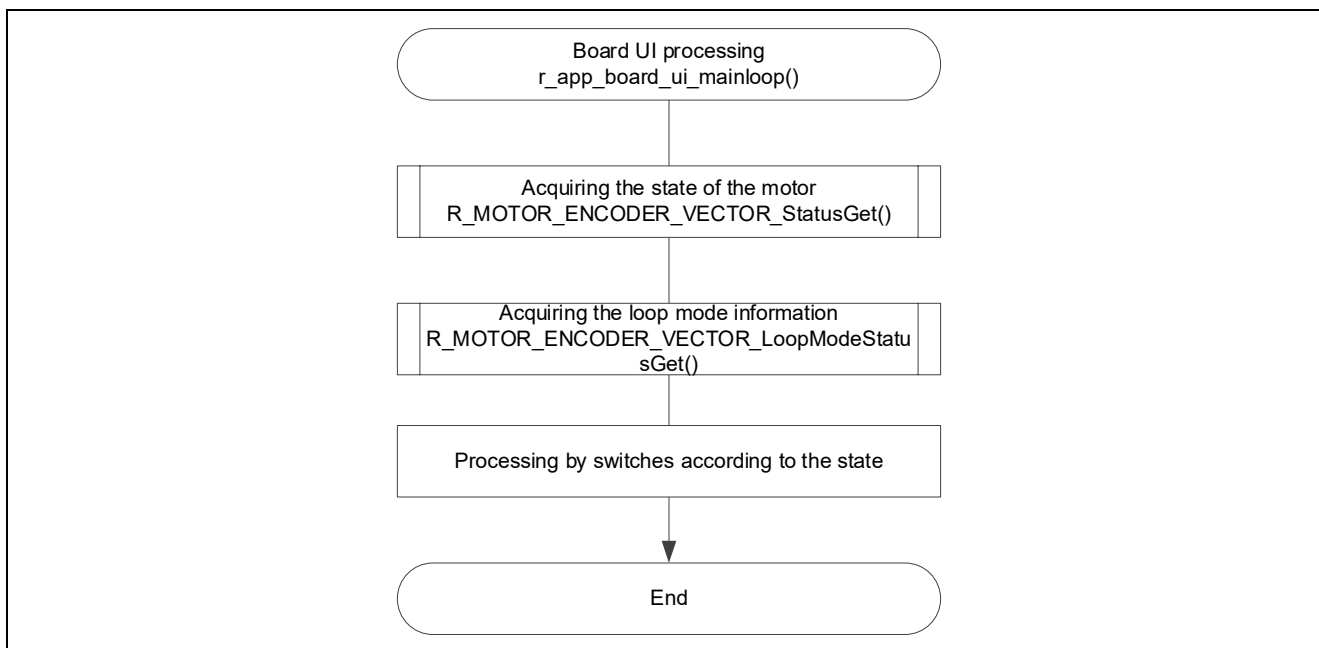 Board UI processing
r_app_board_ui_mainloop()
Acquiring the state of the motor
R_MOTOR_ENCODER_VECTOR_StatusGet()
Acquiring the loop mode information
R_MOTOR_ENCODER_VECTOR_LoopModeStatu
sGet()
Processing by switches according to the state
End